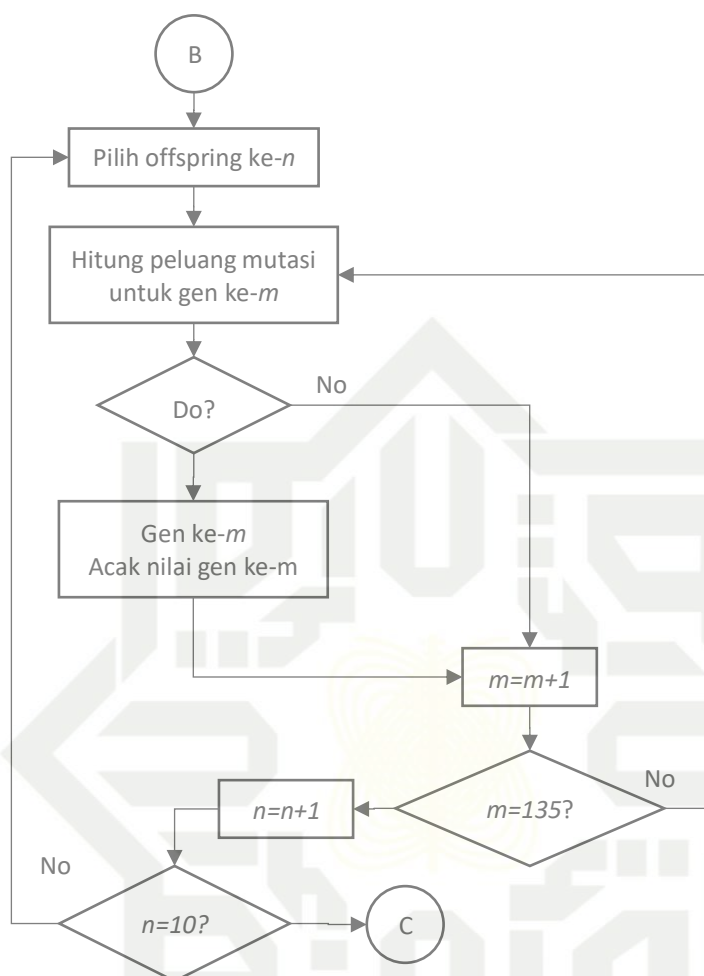 B
Pilih offspring ke-n
Hitung peluang mutasi
untuk gen ke-m
Do?
No
Gen ke-m
Acak nilai gen ke-m
m=m+1
m=135?
No
n=n+1
n=10?
No
C